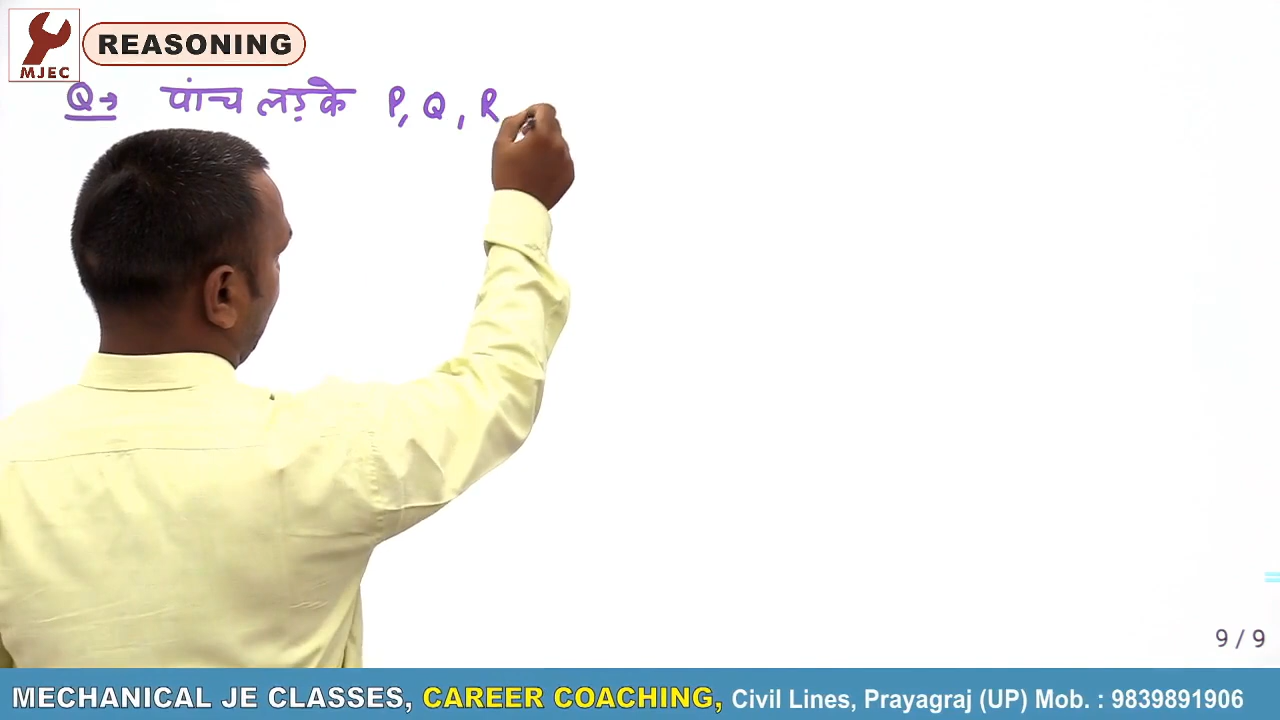 MJEC
REASONING
Q→ पांच लड़के P, Q, R
9 / 9
MECHANICAL JE CLASSES, CAREER COACHING, Civil Lines, Prayagraj (UP) Mob. : 9839891906